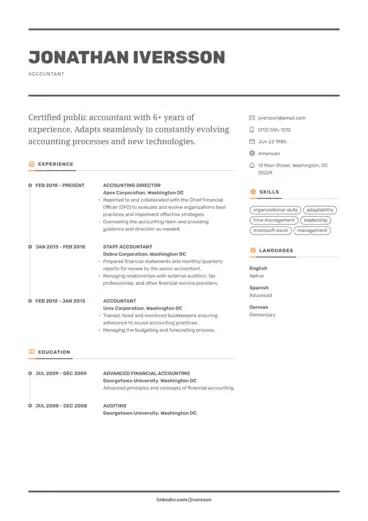 JONATHAN IVERSSON
ACCOUNTANT
Certified public accountant with 6+ years of
experience. Adapts seamlessly to constantly evolving
accounting processes and new technologies.
EXPERIENCE
FEB 2018 - PRESENT
ACCOUNTING DIRECTOR
Apex Corporation, Washington DC
• Reported to and collaborated with the Chief Financial
Officer (CFO) to evaluate and evolve organizations best
practices and implement effective strategies.
• Overseeing the accounting team and providing
guidance and direction as needed.
JAN 2013 - FEB 2018
STAFF ACCOUNTANT
Debra Corporation, Washington DC
• Prepared financial statements and monthly/quarterly
reports for review by the senior accountant.
• Managing relationships with external auditors, tax
professionals, and other financial service providers.
FEB 2012 - JAN 2013
ACCOUNTANT
Unix Corporation, Washington DC
• Trained, hired and mentored bookkeepers ensuring
adherence to sound accounting practices.
• Managing the budgeting and forecasting process.
EDUCATION
JULY 2009 - DEC 2009
ADVANCED FINANCIAL ACCOUNTING
Georgetown University, Washington DC
Advanced principles and concepts of financial accounting.
JUL 2008 - DEC 2008
AUDITING
Georgetown University, Washington DC
jiversson@email.com
(212) 555-1212
Jun 23 1985
American
12 Main Street, Washington, DC
20229
SKILLS
organizational skills
adaptability
time management
leadership
microsoft excel
management
LANGUAGES
English
Native
Spanish
Advanced
German
Elementary
linkedin.com/jiversson